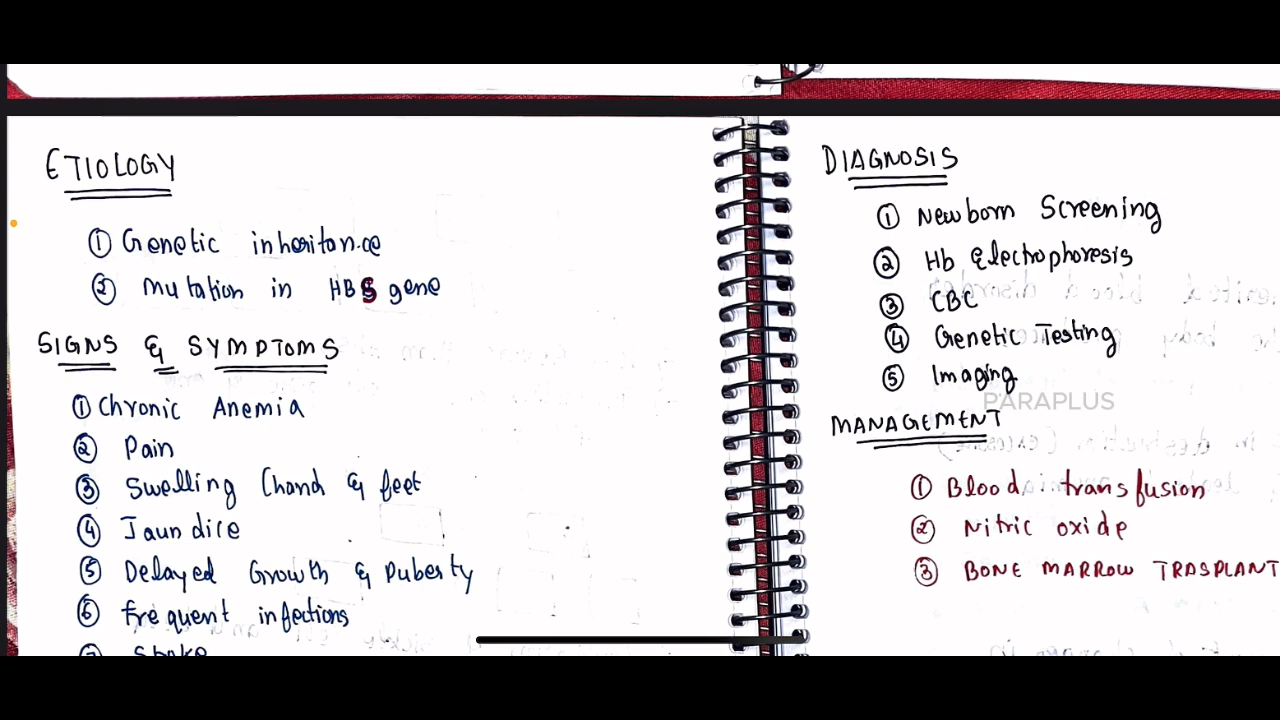 ETIOLOGY
① Genetic inheritance
② Mutation in HBS gene
SIGNS & SYMPTOMS
① Chronic Anemia
② Pain
③ Swelling (hand & feet
④ Jaundice
⑤ Delayed Growth & Puberty
⑥ frequent infections
DIAGNOSIS
① Newborn Screening
② Hb Electrophoresis
③ CBC
④ Genetic Testing
⑤ Imaging
PARAPLUS
MANAGEMENT
① Blood transfusion
② Nitric oxide
③ BONE MARROW TRASPLANT